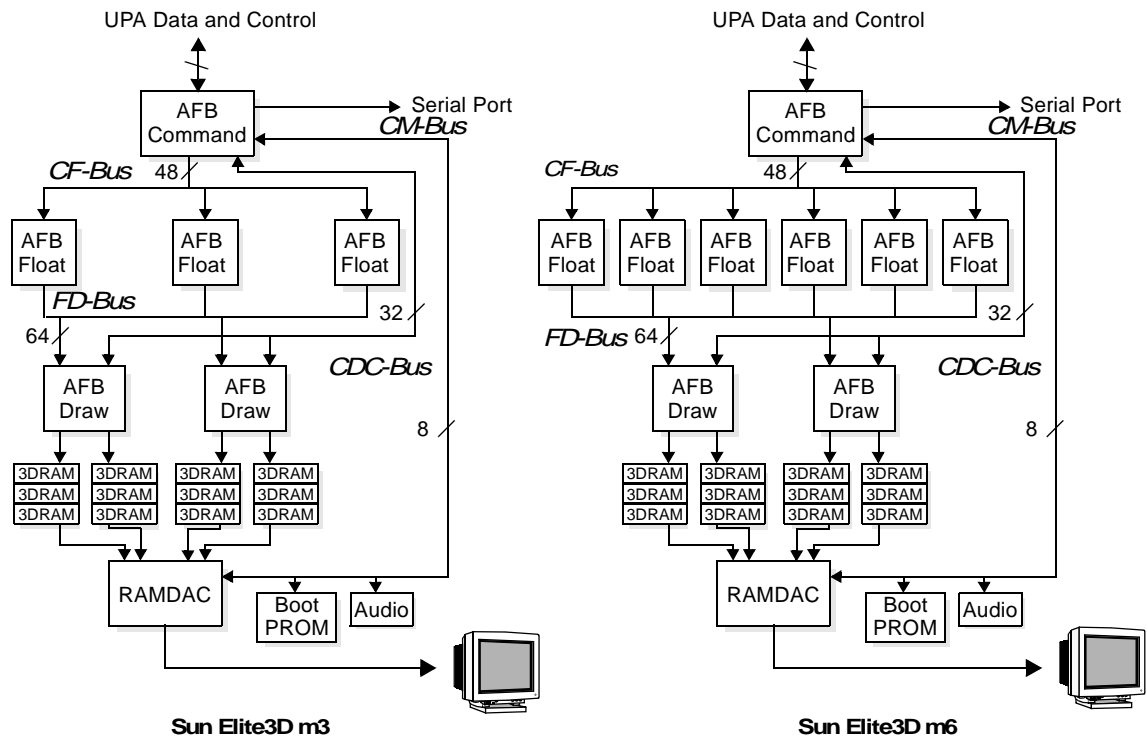 UPA Data and Control
AFB
Command
Serial Port
CM-Bus
CF-Bus
48
AFB
Float
AFB
Float
AFB
Float
FD-Bus
64
32
CDC-Bus
AFB
Draw
AFB
Draw
8
3DRAM
3DRAM
3DRAM
3DRAM
3DRAM
3DRAM
3DRAM
3DRAM
3DRAM
3DRAM
3DRAM
3DRAM
RAMDAC
Boot
PROM
Audio
Sun Elite3D m3
UPA Data and Control
AFB
Command
Serial Port
CM-Bus
CF-Bus
48
AFB
Float
AFB
Float
AFB
Float
AFB
Float
AFB
Float
AFB
Float
FD-Bus
64
32
CDC-Bus
AFB
Draw
AFB
Draw
8
3DRAM
3DRAM
3DRAM
3DRAM
3DRAM
3DRAM
3DRAM
3DRAM
3DRAM
3DRAM
3DRAM
3DRAM
RAMDAC
Boot
PROM
Audio
Sun Elite3D m6